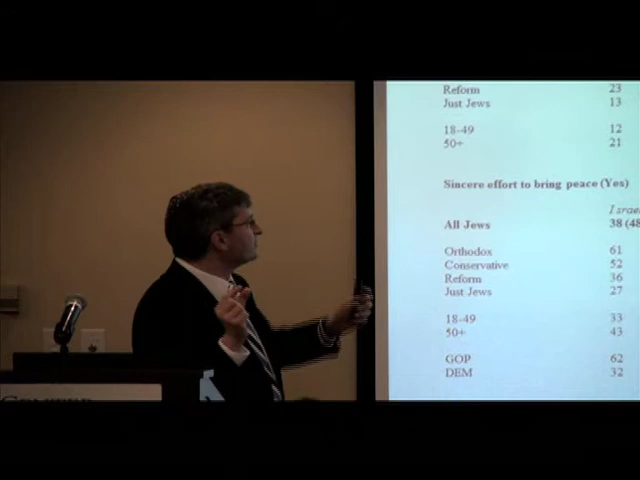 Reform 23
Just Jews 13
18-49 12
50+ 21
Sincere effort to bring peace (Yes)
All Jews 38 (48
Orthodox 61
Conservative 52
Reform 36
Just Jews 27
18-49 33
50+ 43
GOP 62
DEM 32